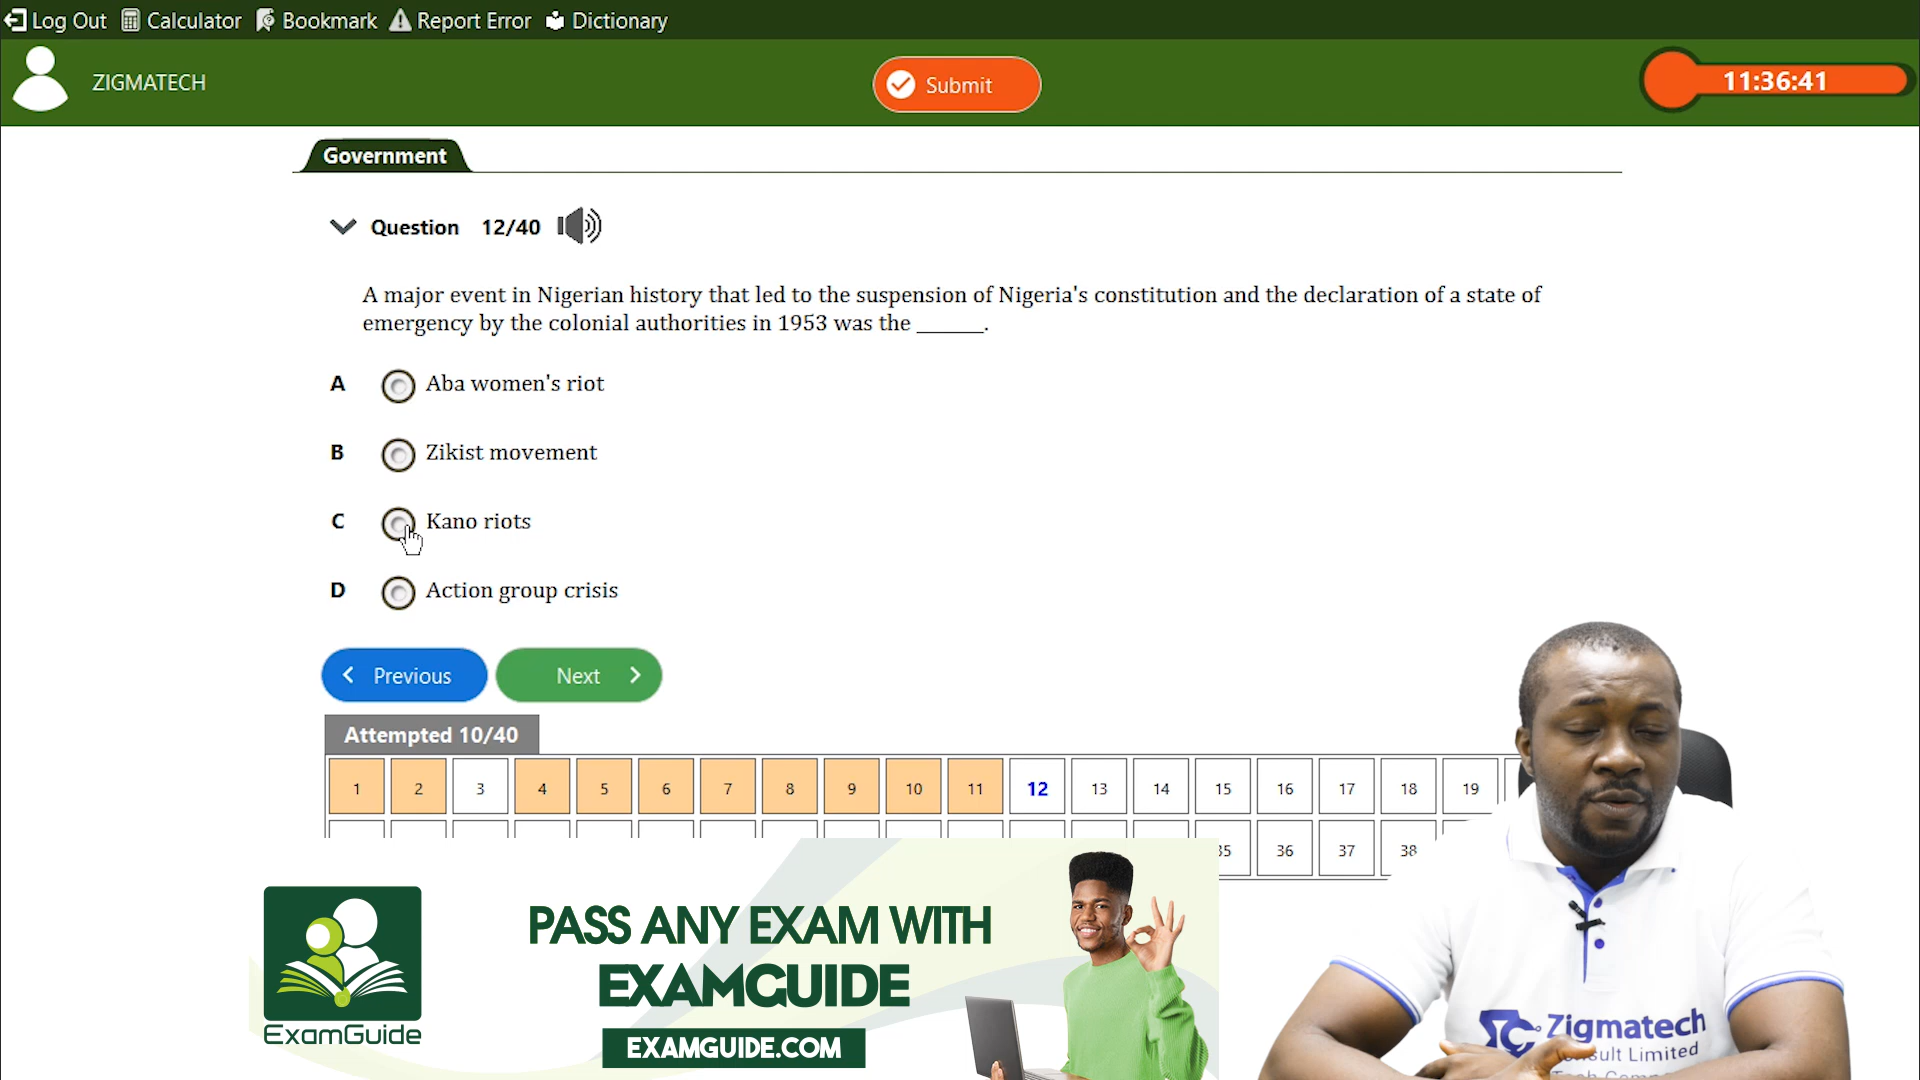 Log Out Calculator Bookmark Report Error Dictionary
ZIGMATECH
Submit
11:36:41
Government
Question 12/40
A major event in Nigerian history that led to the suspension of Nigeria's constitution and the declaration of a state of
emergency by the colonial authorities in 1953 was the ______.
A Aba women's riot
B Zikist movement
C Kano riots
D Action group crisis
Previous Next
Attempted 10/40
1 2 3 4 5 6 7 8 9 10 11 12 13 14 15 16 17 18 19
36 37 38
PASS ANY EXAM WITH
EXAMGUIDE
EXAMGUIDE.COM
ExamGuide
Zigmatech
Limited